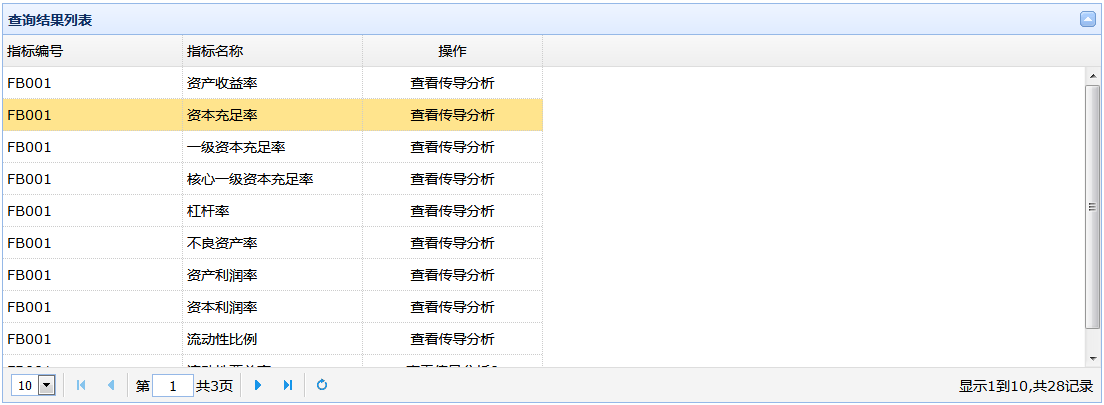 查询结果列表
指标编号 指标名称 操作
FB001 资产收益率 查看传导分析
FB001 资本充足率 查看传导分析
FB001 一级资本充足率 查看传导分析
FB001 核心一级资本充足率 查看传导分析
FB001 杠杆率 查看传导分析
FB001 不良资产率 查看传导分析
FB001 资产利润率 查看传导分析
FB001 资本利润率 查看传导分析
FB001 流动性比例 查看传导分析
10 第 1 共3页 显示1到10,共28记录